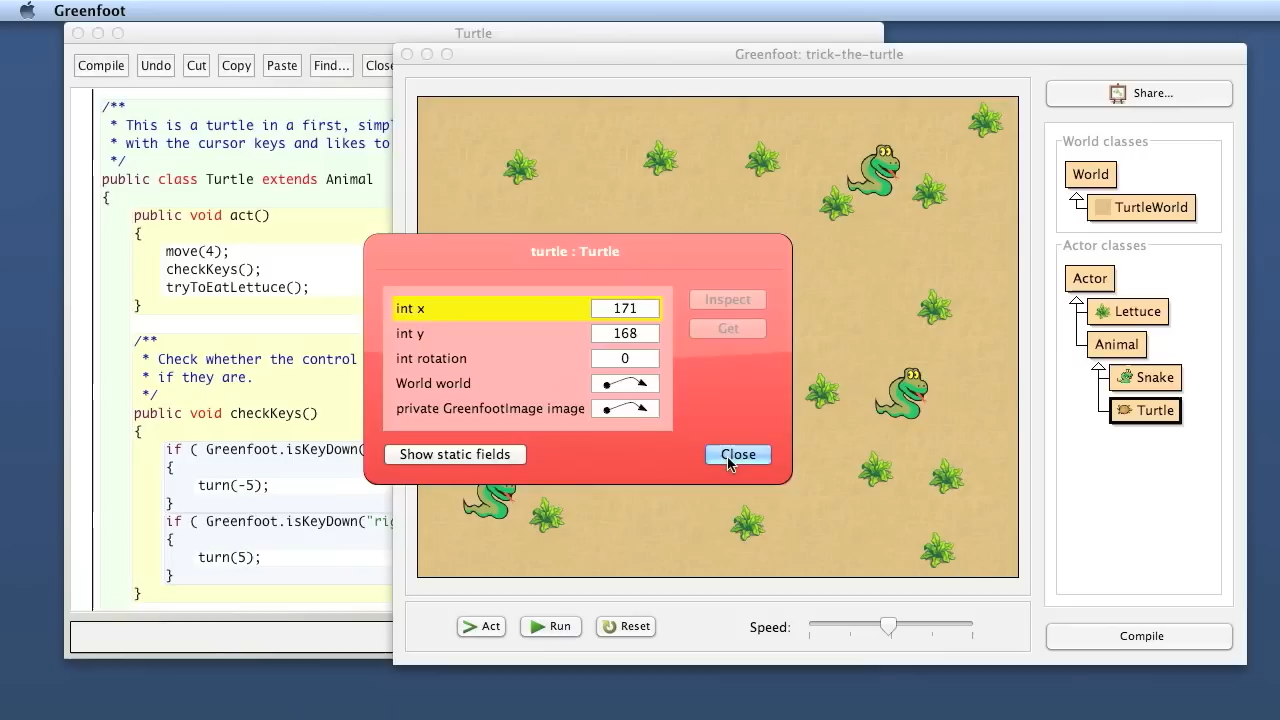 Greenfoot
Turtle
Compile Undo Cut Copy Paste Find... Close
/**
* This is a turtle in a first, simp
* with the cursor keys and likes to
*/
public class Turtle extends Animal
{
public void act()
{
move(4);
checkKeys();
tryToEatLettuce();
}
/**
* Check whether the control
* if they are.
*/
public void checkKeys()
{
if ( Greenfoot.isKeyDown(
{
turn(-5);
}
if ( Greenfoot.isKeyDown("rig
{
turn(5);
}
}
Greenfoot: trick-the-turtle
turtle : Turtle
int x 171
int y 168
int rotation 0
World world
private GreenfootImage image
Inspect
Get
Show static fields
Close
Act
Run
Reset
Speed:
Share...
World classes
World
TurtleWorld
Actor classes
Actor
Lettuce
Animal
Snake
Turtle
Compile